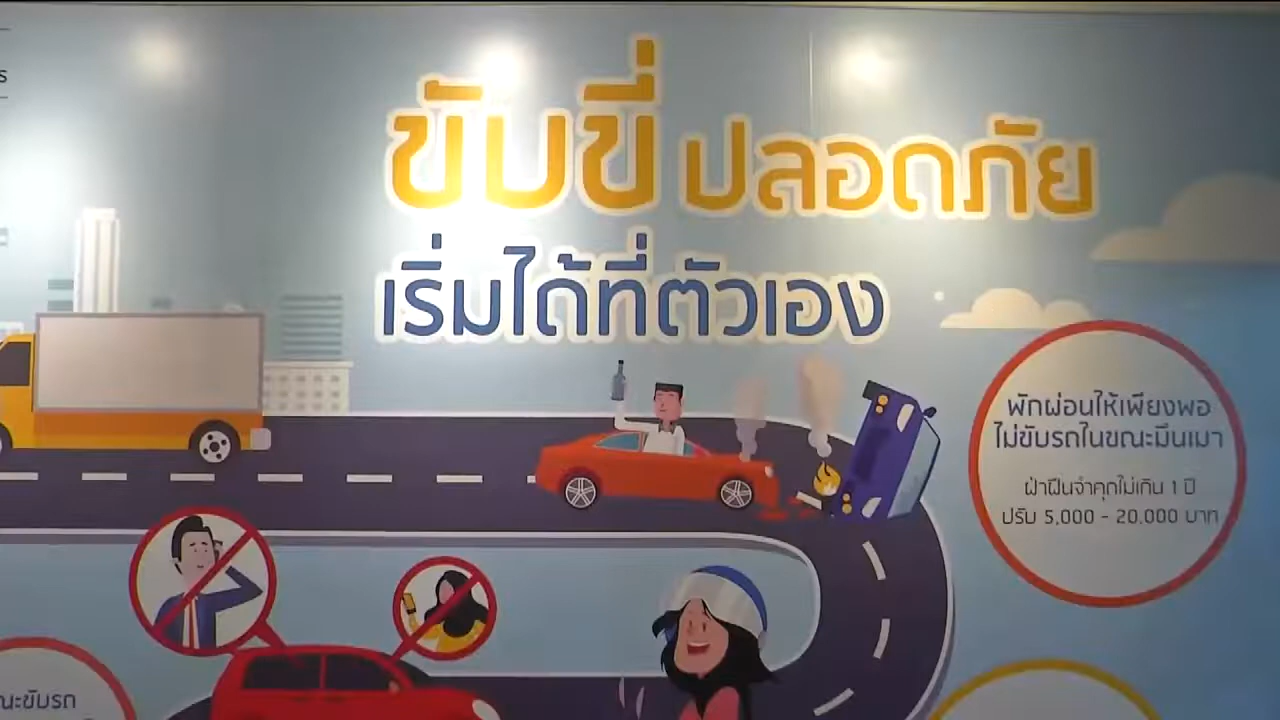 ขับขี่ ปลอดภัย
เริ่มได้ที่ตัวเอง
พักผ่อนให้เพียงพอ
ไม่ขับรถในขณะมึนเมา
ฝ่าฝืนจำคุกไม่เกิน 1 ปี
ปรับ 5,000 - 20,000 บาท
ขับรถ